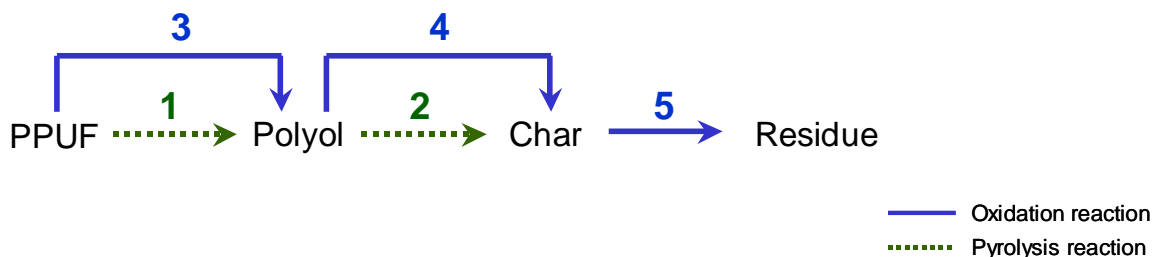 3 4
1 2 5
PPUF Polyol Char Residue
Oxidation reaction
Pyrolysis reaction